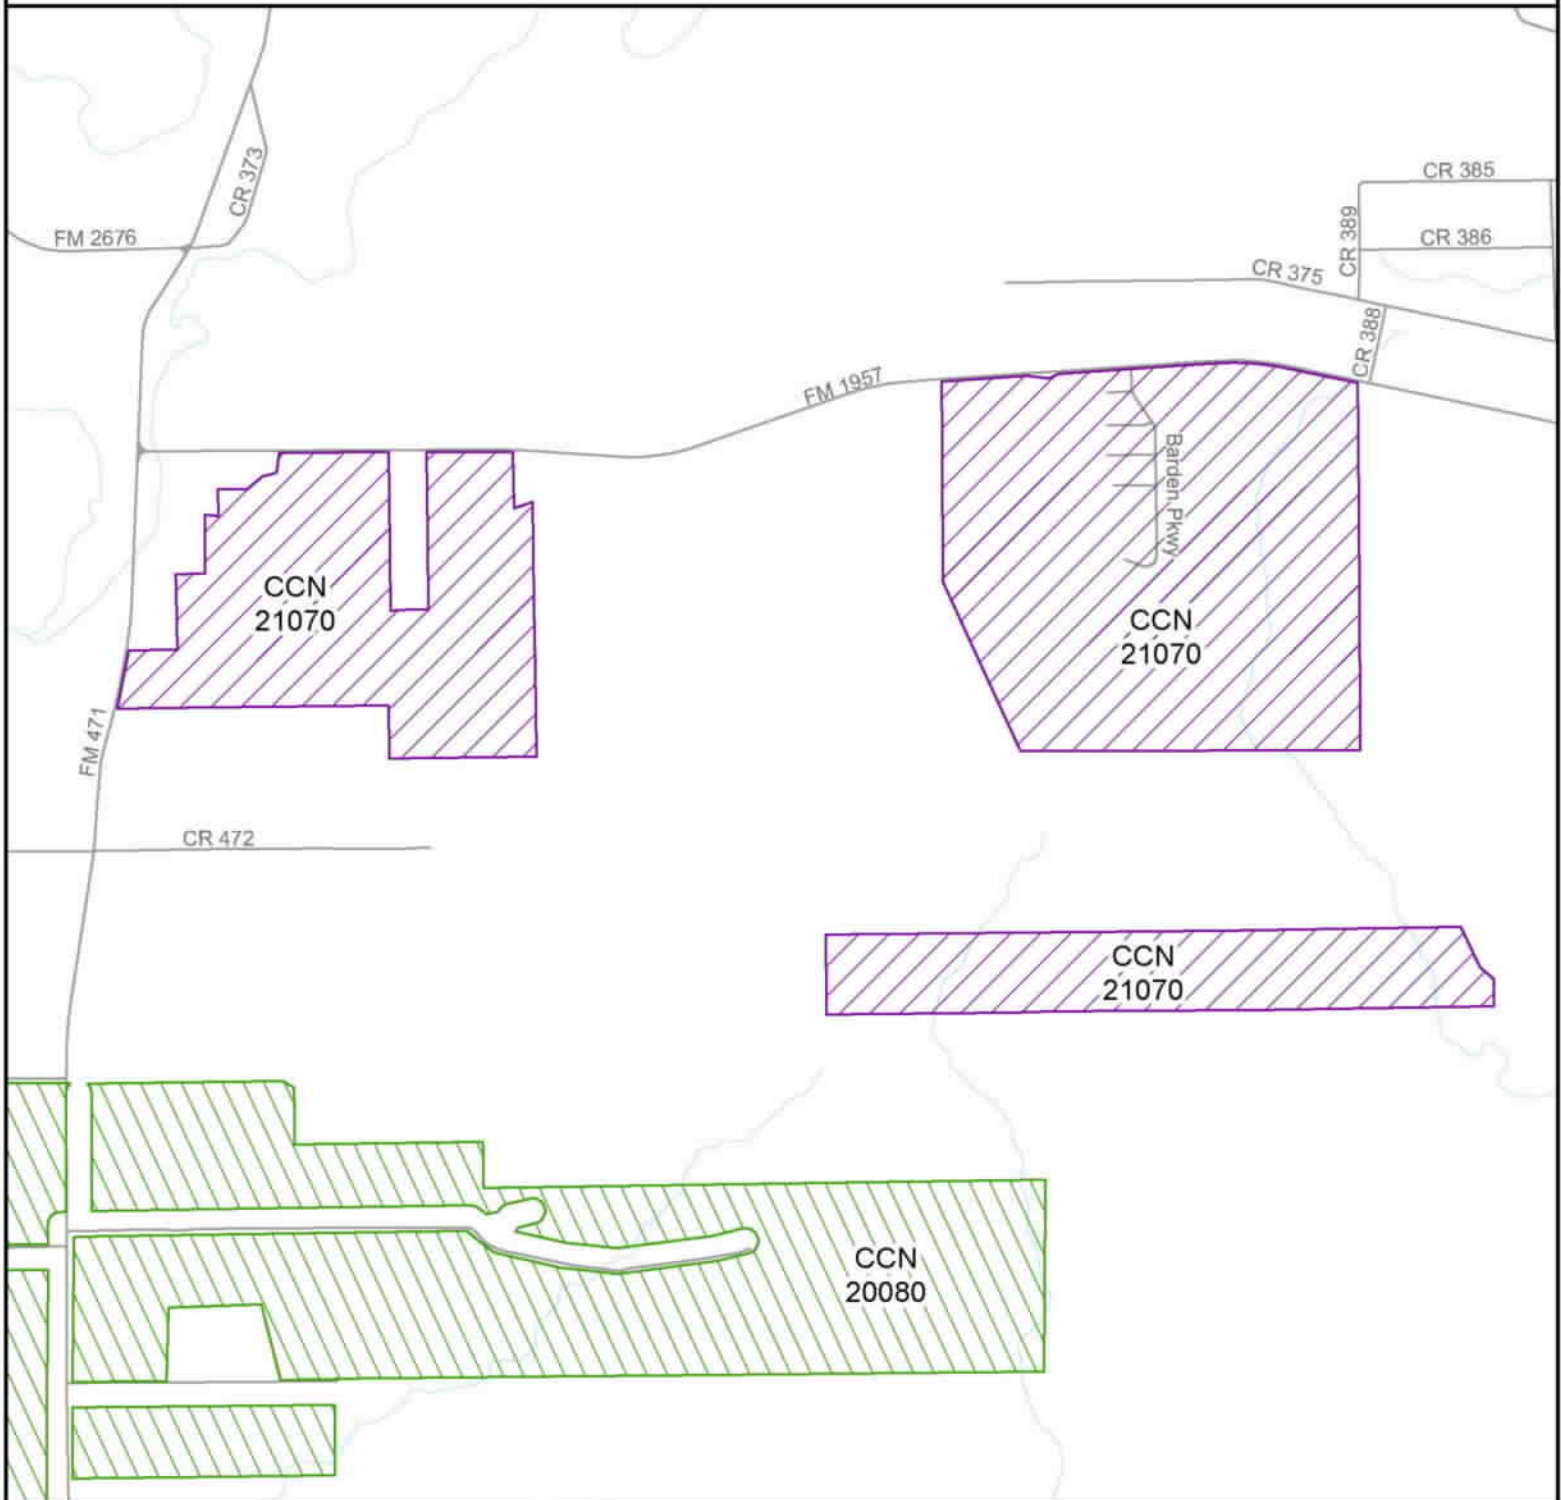 CR 385
CR 373
CR 389
FM 2676
CR 386
CR 375
CR 388
FM 1957
Barden Pkwy
CCN
21070
CCN
21070
FM 471
CR 472
CCN
21070
CCN
20080